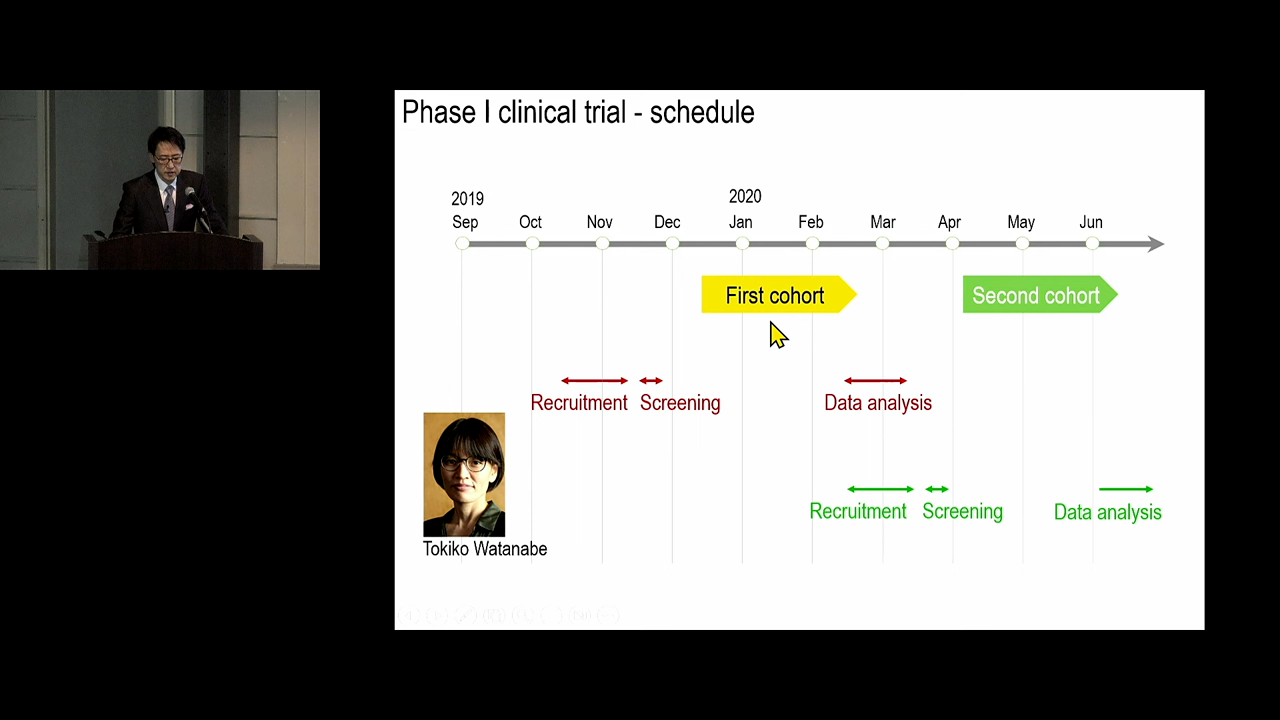 Phase I clinical trial - schedule
2019
2020
Sep Oct Nov Dec Jan Feb Mar Apr May Jun
First cohort
Second cohort
Recruitment Screening Data analysis
Recruitment Screening Data analysis
Tokiko Watanabe